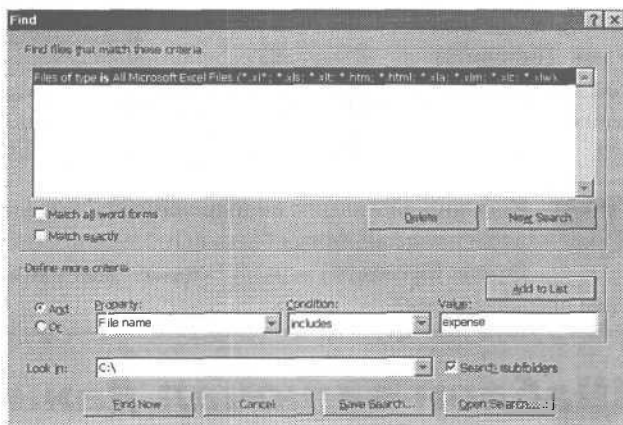 Find
Find files that match these criteria
Files of type is All Microsoft Excel Files (*.xl*; *.xls; *.xlt; *.htm; *.html; *.xla; *.xlm; *.xlc; *.xlw).
Match all word forms
Match exactly
Delete
New Search
Define more criteria
Add to List
And
Or
Property:
Condition:
Value:
File name
includes
expense
Look in:
C:\
Search subfolders
Find Now
Cancel
Save Search...
Open Search...